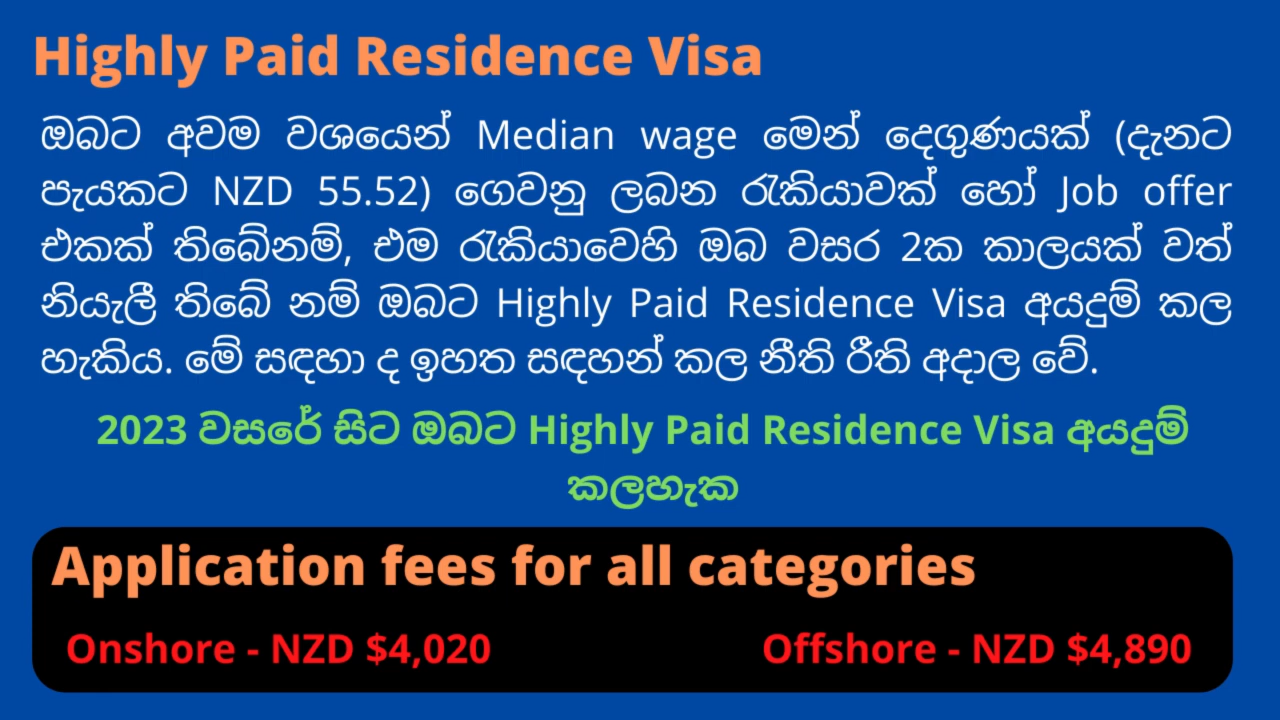 Highly Paid Residence Visa
ඔබට අවම වශයෙන් Median wage මෙන් දෙගුණයක් (දැනට
පැයකට NZD 55.52) ගෙවනු ලබන රැකියාවක් හෝ Job offer
එකක් තිබේනම්, එම රැකියාවෙහි ඔබ වසර 2ක කාලයක් වත්
නියැලී තිබේ නම් ඔබට Highly Paid Residence Visa අයදුම් කල
හැකිය. මේ සඳහා ද ඉහත සඳහන් කල නීති රීති අදාල වේ.
2023 වසරේ සිට ඔබට Highly Paid Residence Visa අයදුම්
කලහැක
Application fees for all categories
Onshore - NZD $4,020 Offshore - NZD $4,890